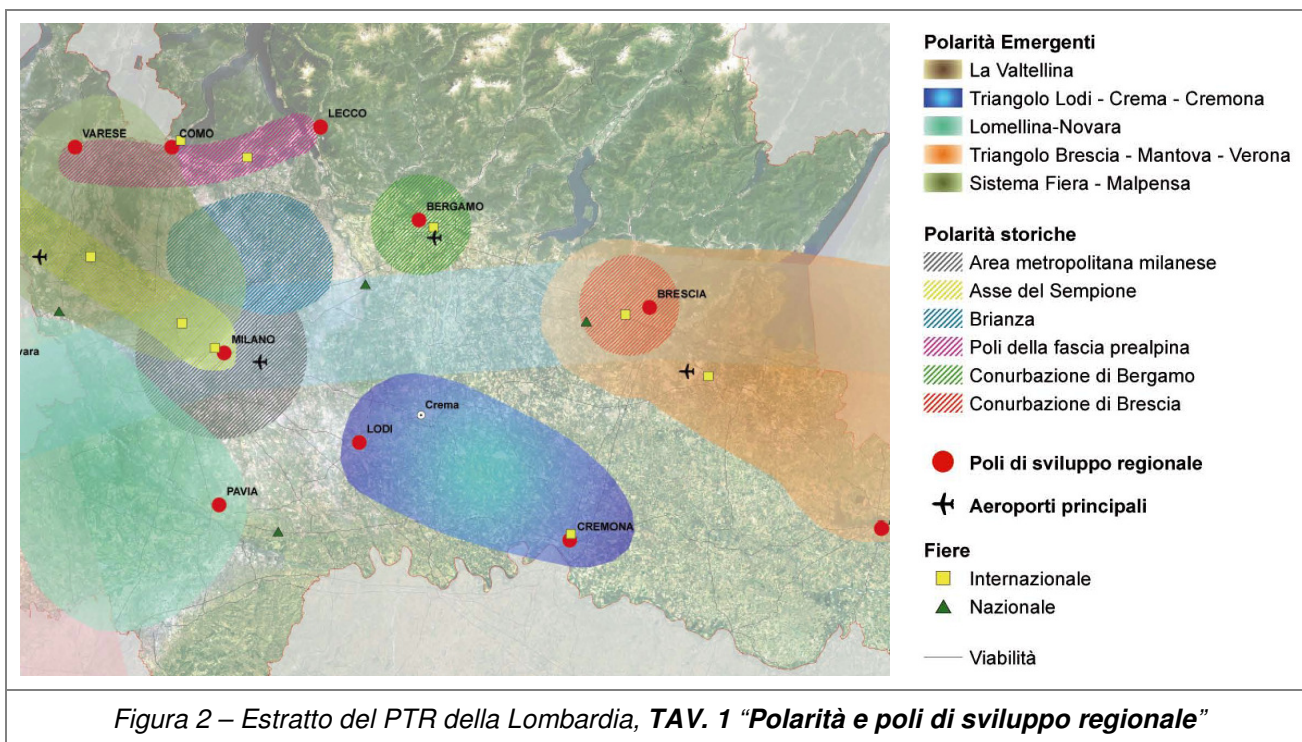 LECCO
VARESE
COMO
BERGAMO
BRESCIA
MILANO
vara
Crema
LODI
PAVIA
CREMONA
Polarità Emergenti
La Valtellina
Triangolo Lodi - Crema - Cremona
Lomellina-Novara
Triangolo Brescia - Mantova - Verona
Sistema Fiera - Malpensa
Polarità storiche
Area metropolitana milanese
Asse del Sempione
Brianza
Poli della fascia prealpina
Conurbazione di Bergamo
Conurbazione di Brescia
Poli di sviluppo regionale
Aeroporti principali
Fiere
Internazionale
Nazionale
Viabilità
Figura 2 – Estratto del PTR della Lombardia, TAV. 1 “Polarità e poli di sviluppo regionale”